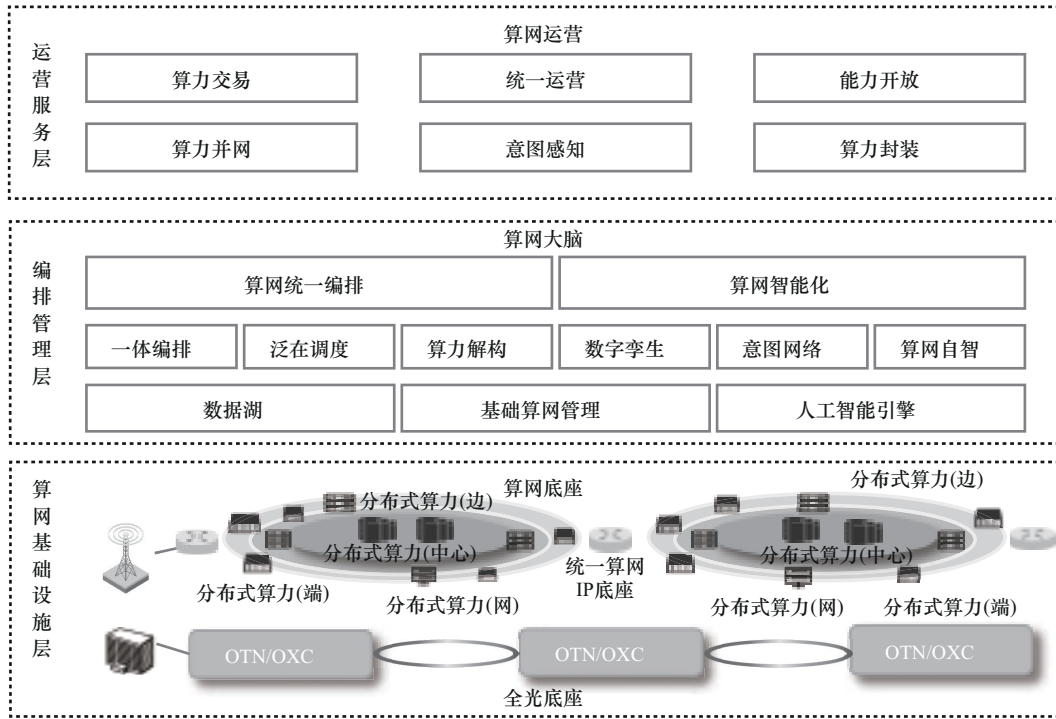 运营服务层
算网运营
算力交易
统一运营
能力开放
算力并网
意图感知
算力封装
编排管理层
算网大脑
算网统一编排
算网智能化
一体编排
泛在调度
算力解构
数字孪生
意图网络
算网自智
数据湖
基础算网管理
人工智能引擎
算网基础设施层
算网底座
分布式算力(边)
分布式算力(边)
分布式算力(中心)
分布式算力(中心)
统一算网
IP底座
分布式算力(端)
分布式算力(网)
分布式算力(网)
分布式算力(端)
OTN/OXC
OTN/OXC
OTN/OXC
全光底座